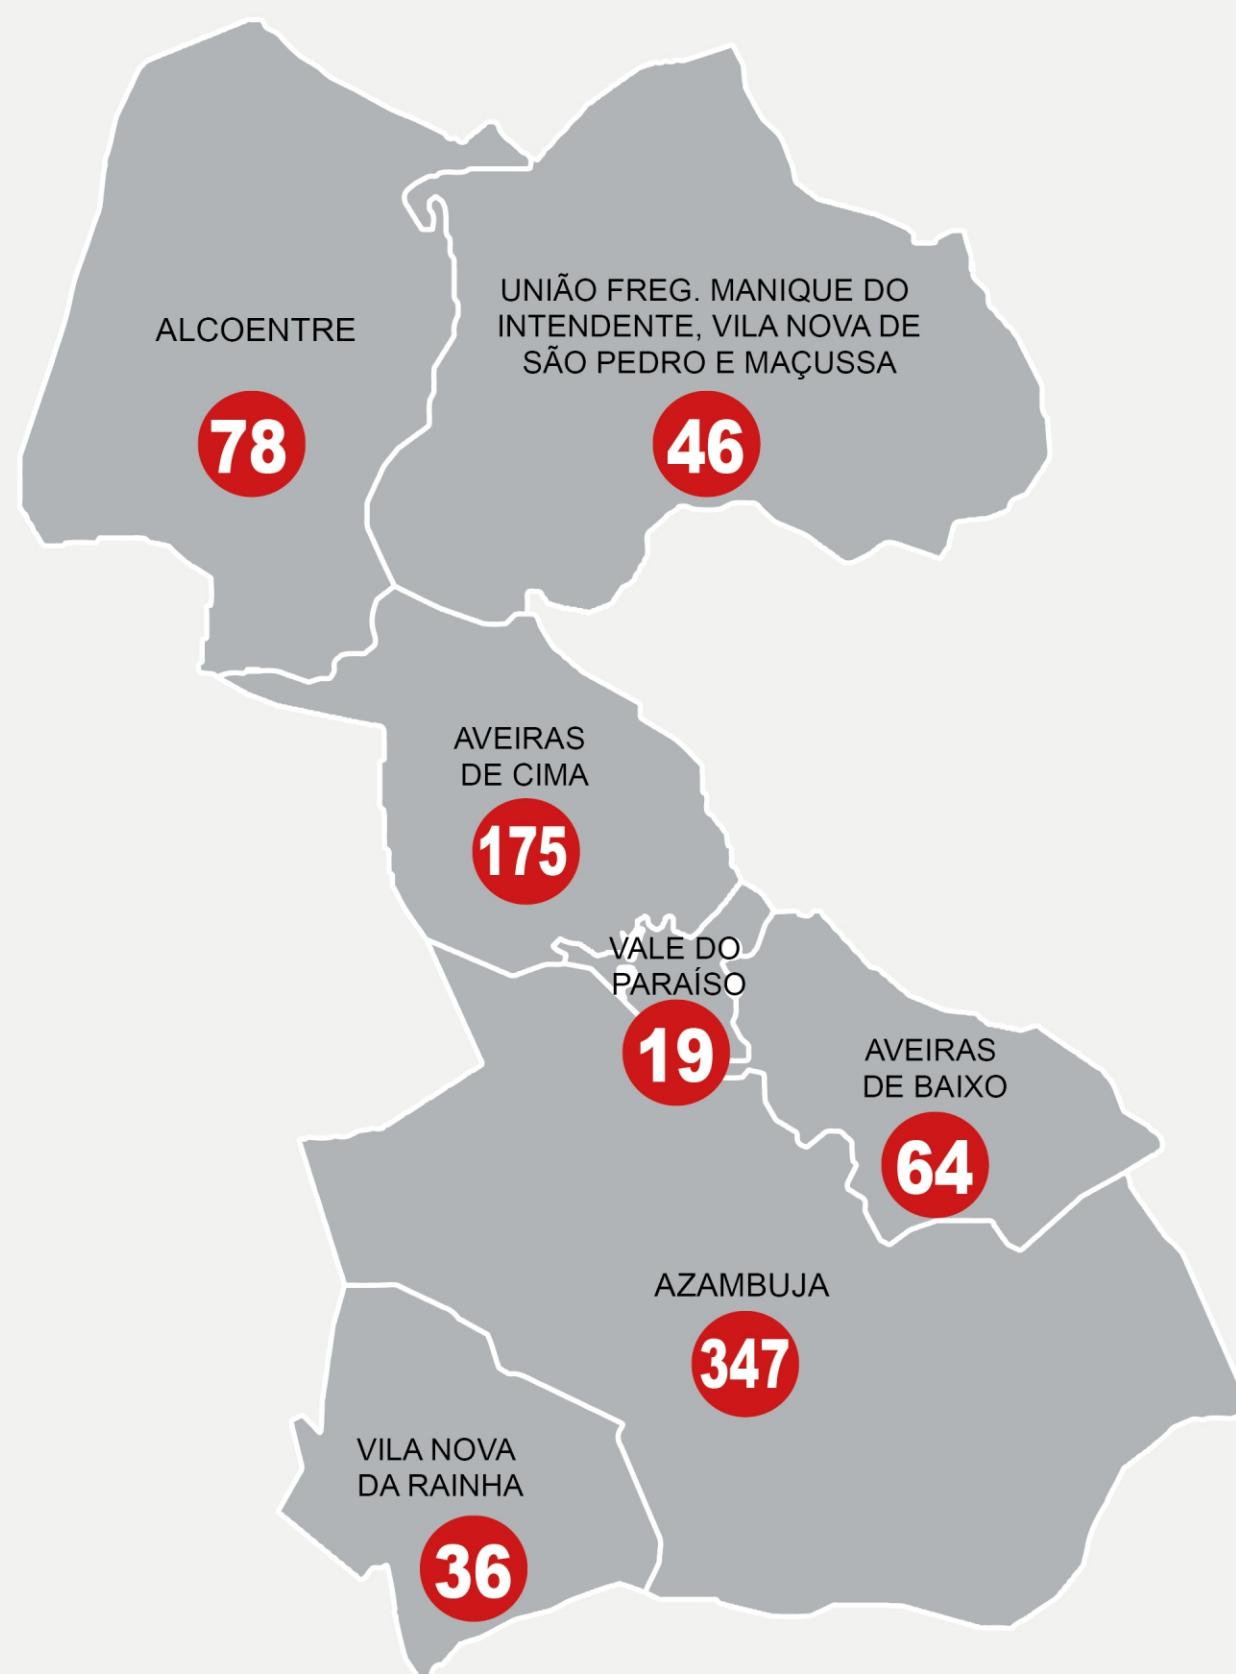 ALCOENTRE
78
UNIÃO FREG. MANIQUE DO
INTENDENTE, VILA NOVA DE
SÃO PEDRO E MAÇUSSA
46
AVEIRAS
DE CIMA
175
VALE DO
PARAÍSO
19
AVEIRAS
DE BAIXO
64
AZAMBUJA
347
VILA NOVA
DA RAINHA
36